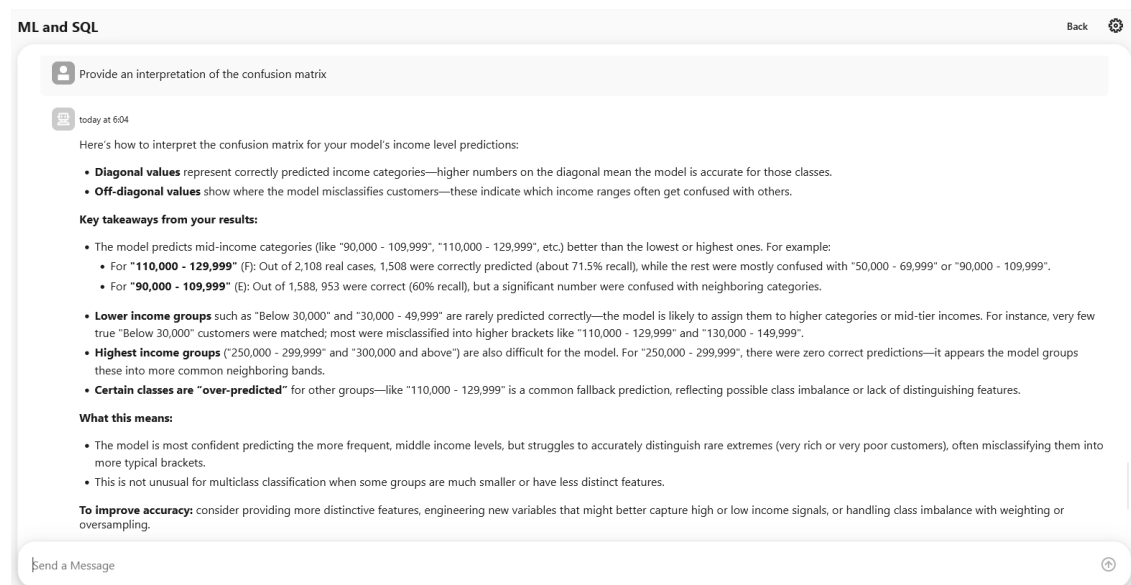 ML and SQL
Back
Provide an interpretation of the confusion matrix
today at 6:04
Here's how to interpret the confusion matrix for your model's income level predictions:
• Diagonal values represent correctly predicted income categories—higher numbers on the diagonal mean the model is accurate for those classes.
• Off-diagonal values show where the model misclassifies customers—these indicate which income ranges often get confused with others.
Key takeaways from your results:
• The model predicts mid-income categories (like "90,000 - 109,999", "110,000 - 129,999", etc.) better than the lowest or highest ones. For example:
• For "110,000 - 129,999" (F): Out of 2,108 real cases, 1,508 were correctly predicted (about 71.5% recall), while the rest were mostly confused with "50,000 - 69,999" or "90,000 - 109,999".
• For "90,000 - 109,999" (E): Out of 1,588, 953 were correct (60% recall), but a significant number were confused with neighboring categories.
• Lower income groups such as "Below 30,000" and "30,000 - 49,999" are rarely predicted correctly—the model is likely to assign them to higher categories or mid-tier incomes. For instance, very few
true "Below 30,000" customers were matched; most were misclassified into higher brackets like "110,000 - 129,999" and "130,000 - 149,999".
• Highest income groups ("250,000 - 299,999" and "300,000 and above") are also difficult for the model. For "250,000 - 299,999", there were zero correct predictions—it appears the model groups
these into more common neighboring bands.
• Certain classes are "over-predicted" for other groups—like "110,000 - 129,999" is a common fallback prediction, reflecting possible class imbalance or lack of distinguishing features.
What this means:
• The model is most confident predicting the more frequent, middle income levels, but struggles to accurately distinguish rare extremes (very rich or very poor customers), often misclassifying them into
more typical brackets.
• This is not unusual for multiclass classification when some groups are much smaller or have less distinct features.
To improve accuracy: consider providing more distinctive features, engineering new variables that might better capture high or low income signals, or handling class imbalance with weighting or
oversampling.
Send a Message